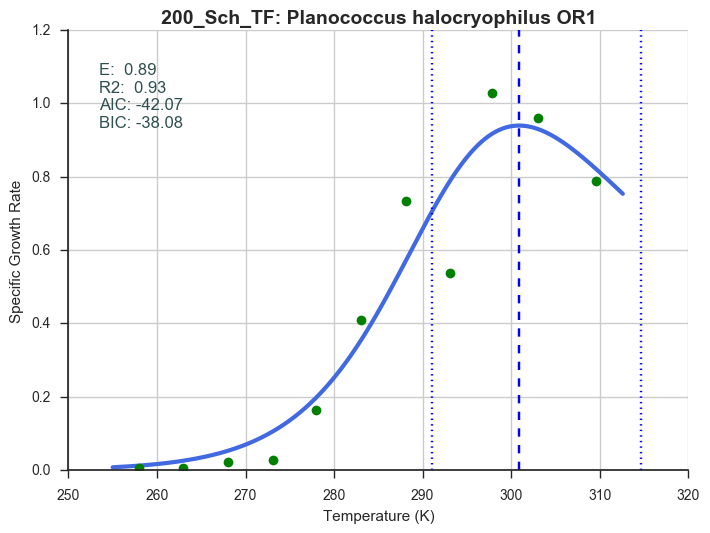 200_Sch_TF: Planococcus halocryophilus OR1
E:  0.89
R2:  0.93
AIC: -42.07
BIC: -38.08
1.2
1.0
0.8
0.6
0.4
0.2
0.0
Specific Growth Rate
250 260 270 280 290 300 310 320
Temperature (K)